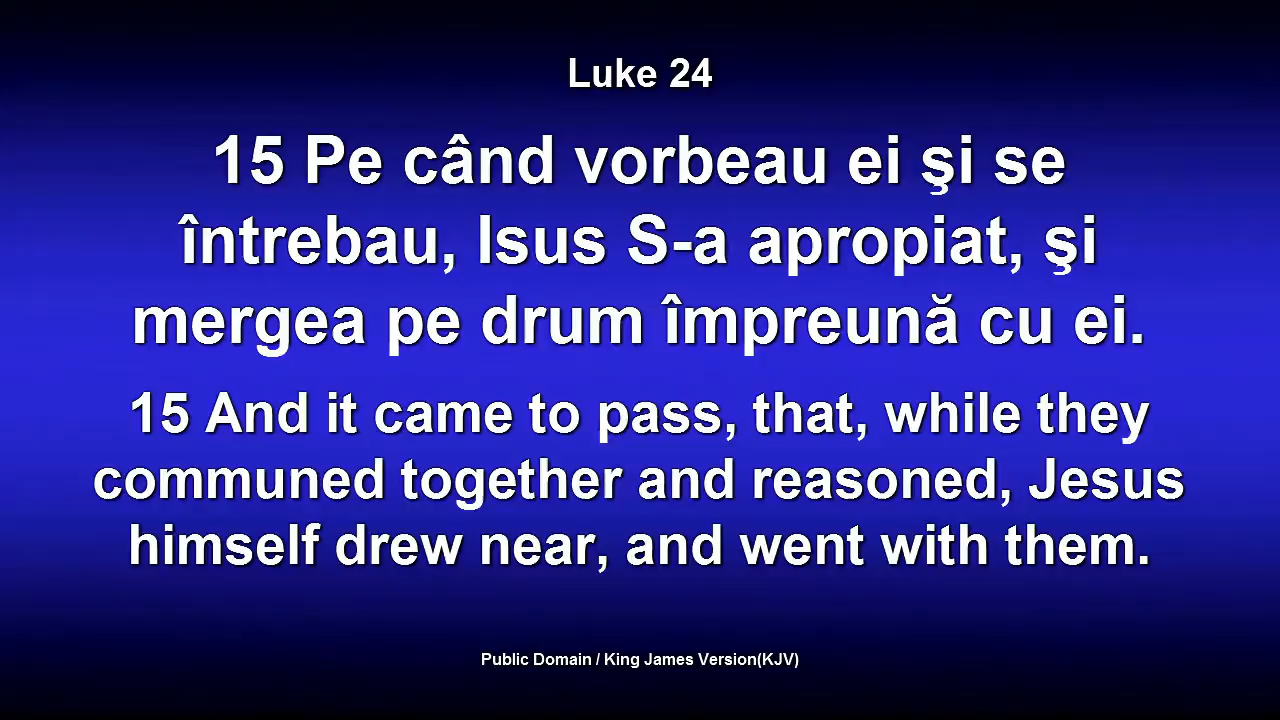 Luke 24
15 Pe când vorbeau ei şi se
întrebau, Isus S-a apropiat, şi
mergea pe drum împreună cu ei.
15 And it came to pass, that, while they
communed together and reasoned, Jesus
himself drew near, and went with them.
Public Domain / King James Version(KJV)